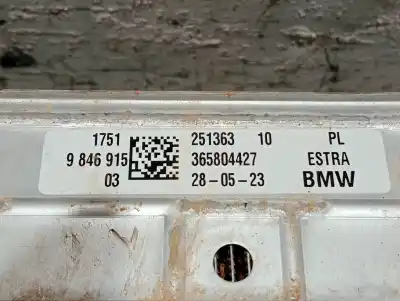 1751 251363 10 PL
9 846 915 365804427 ESTRA
03 28-05-23 BMW